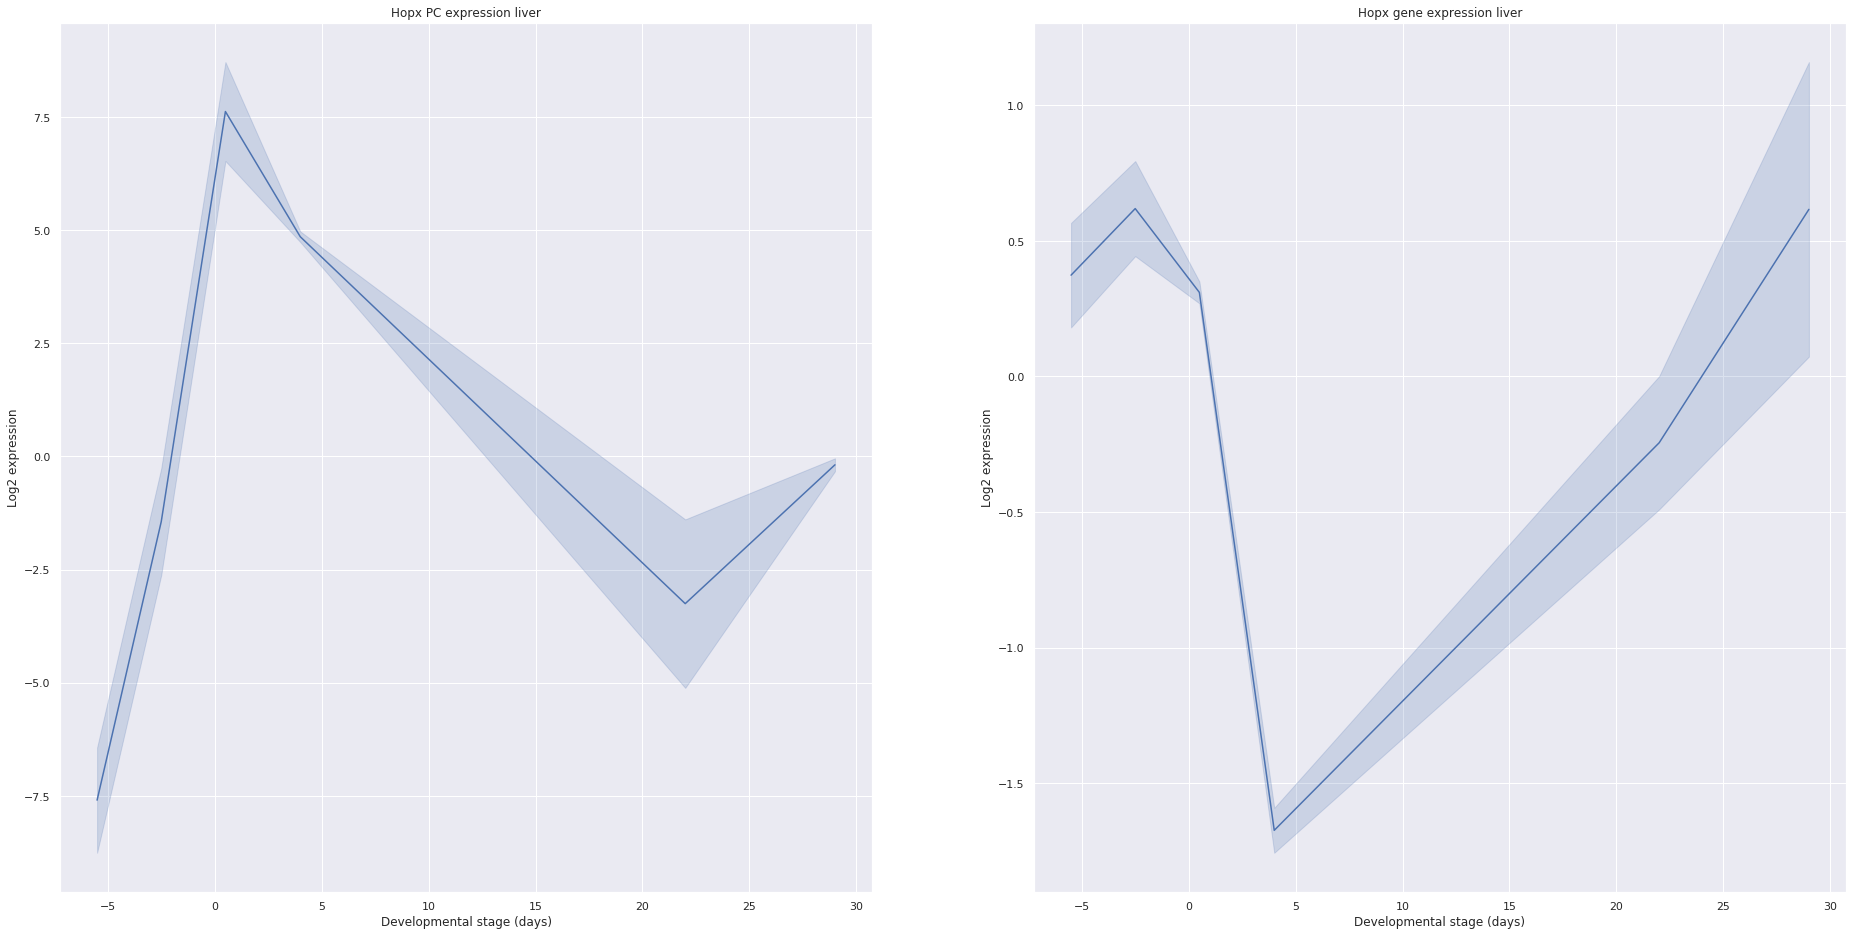 Hopx PC expression liver
7.5
5.0
2.5
0.0
−2.5
−5.0
−7.5
Log2 expression
−5 0 5 10 15 20 25 30
Developmental stage (days)
Hopx gene expression liver
1.0
0.5
0.0
−0.5
−1.0
−1.5
Log2 expression
−5 0 5 10 15 20 25 30
Developmental stage (days)